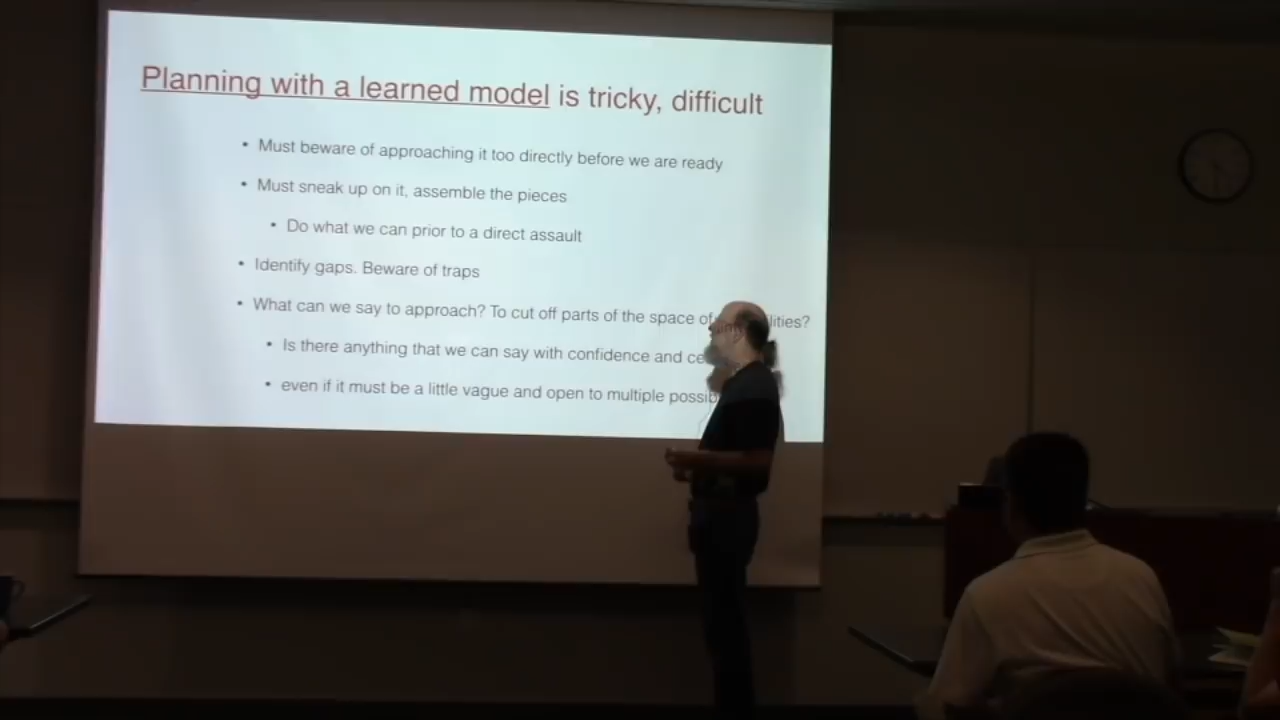 Planning with a learned model is tricky, difficult
• Must beware of approaching it too directly before we are ready
• Must sneak up on it, assemble the pieces
• Do what we can prior to a direct assault
• Identify gaps. Beware of traps
• What can we say to approach? To cut off parts of the space of lities?
• Is there anything that we can say with confidence and ce
• even if it must be a little vague and open to multiple possib